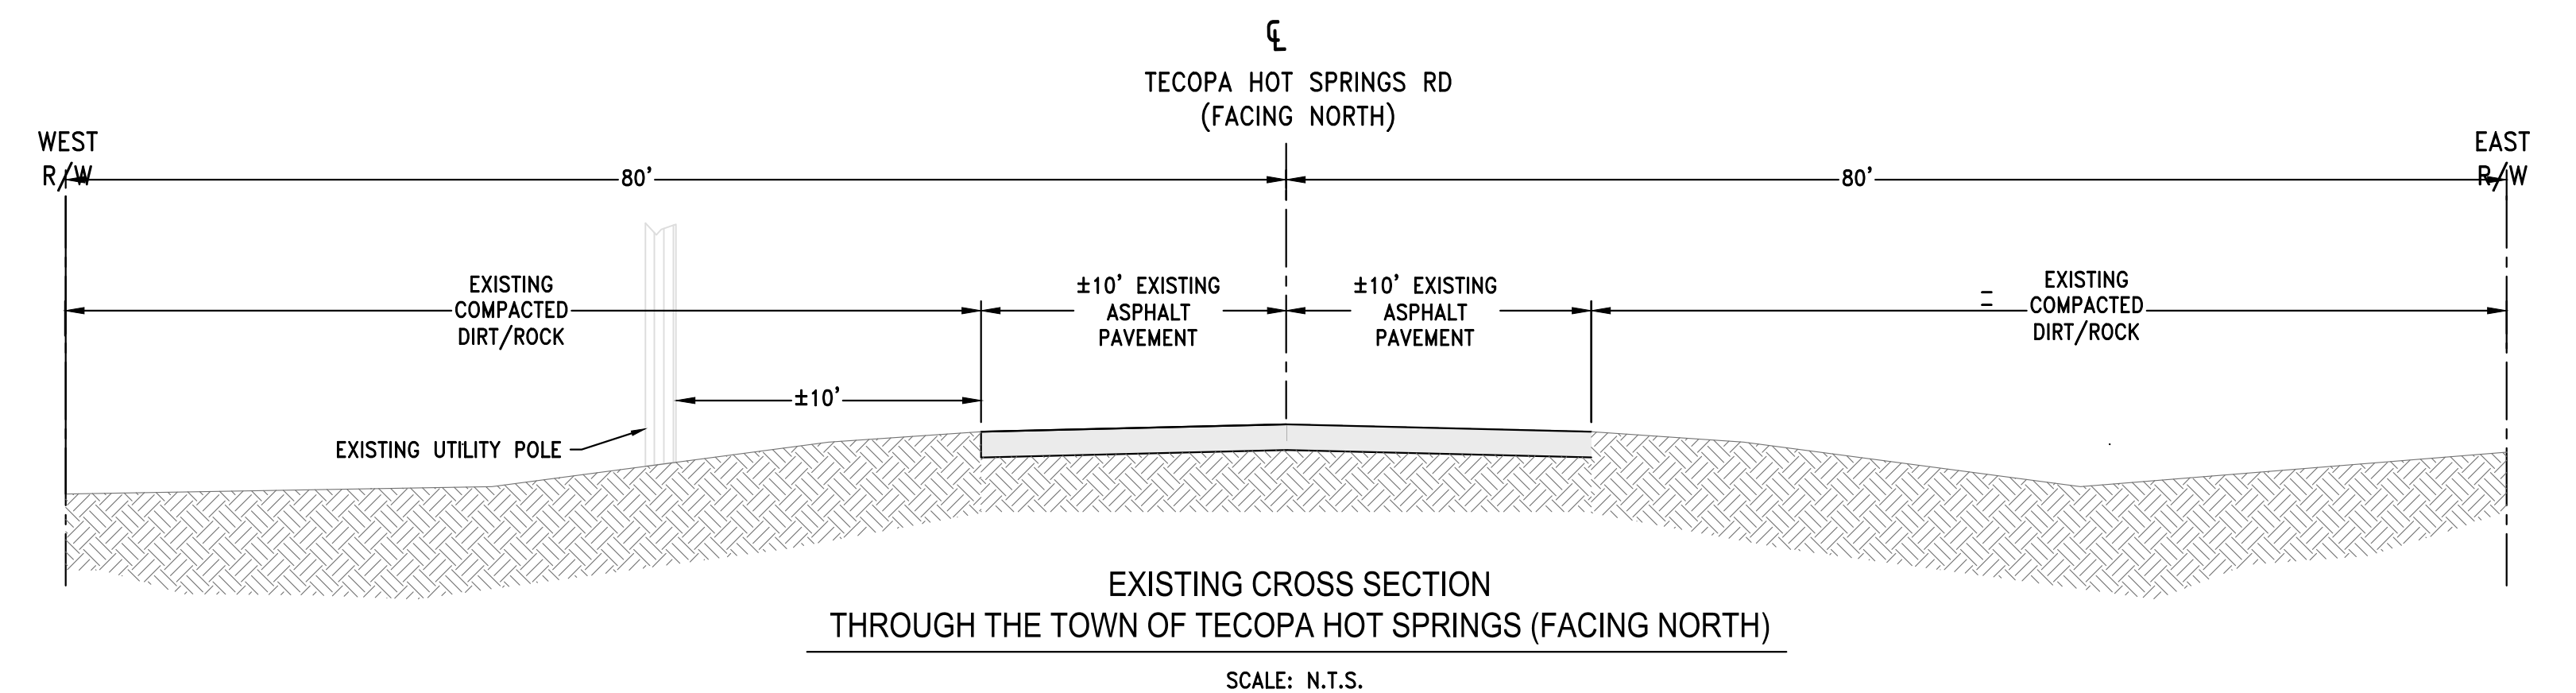 ℄
TECOPA HOT SPRINGS RD
(FACING NORTH)
WEST
R/W
EAST
R/W
80'
80'
EXISTING
COMPACTED
DIRT/ROCK
±10' EXISTING
ASPHALT
PAVEMENT
±10' EXISTING
ASPHALT
PAVEMENT
EXISTING
COMPACTED
DIRT/ROCK
±10'
EXISTING UTILITY POLE
EXISTING CROSS SECTION
THROUGH THE TOWN OF TECOPA HOT SPRINGS (FACING NORTH)
SCALE: N.T.S.